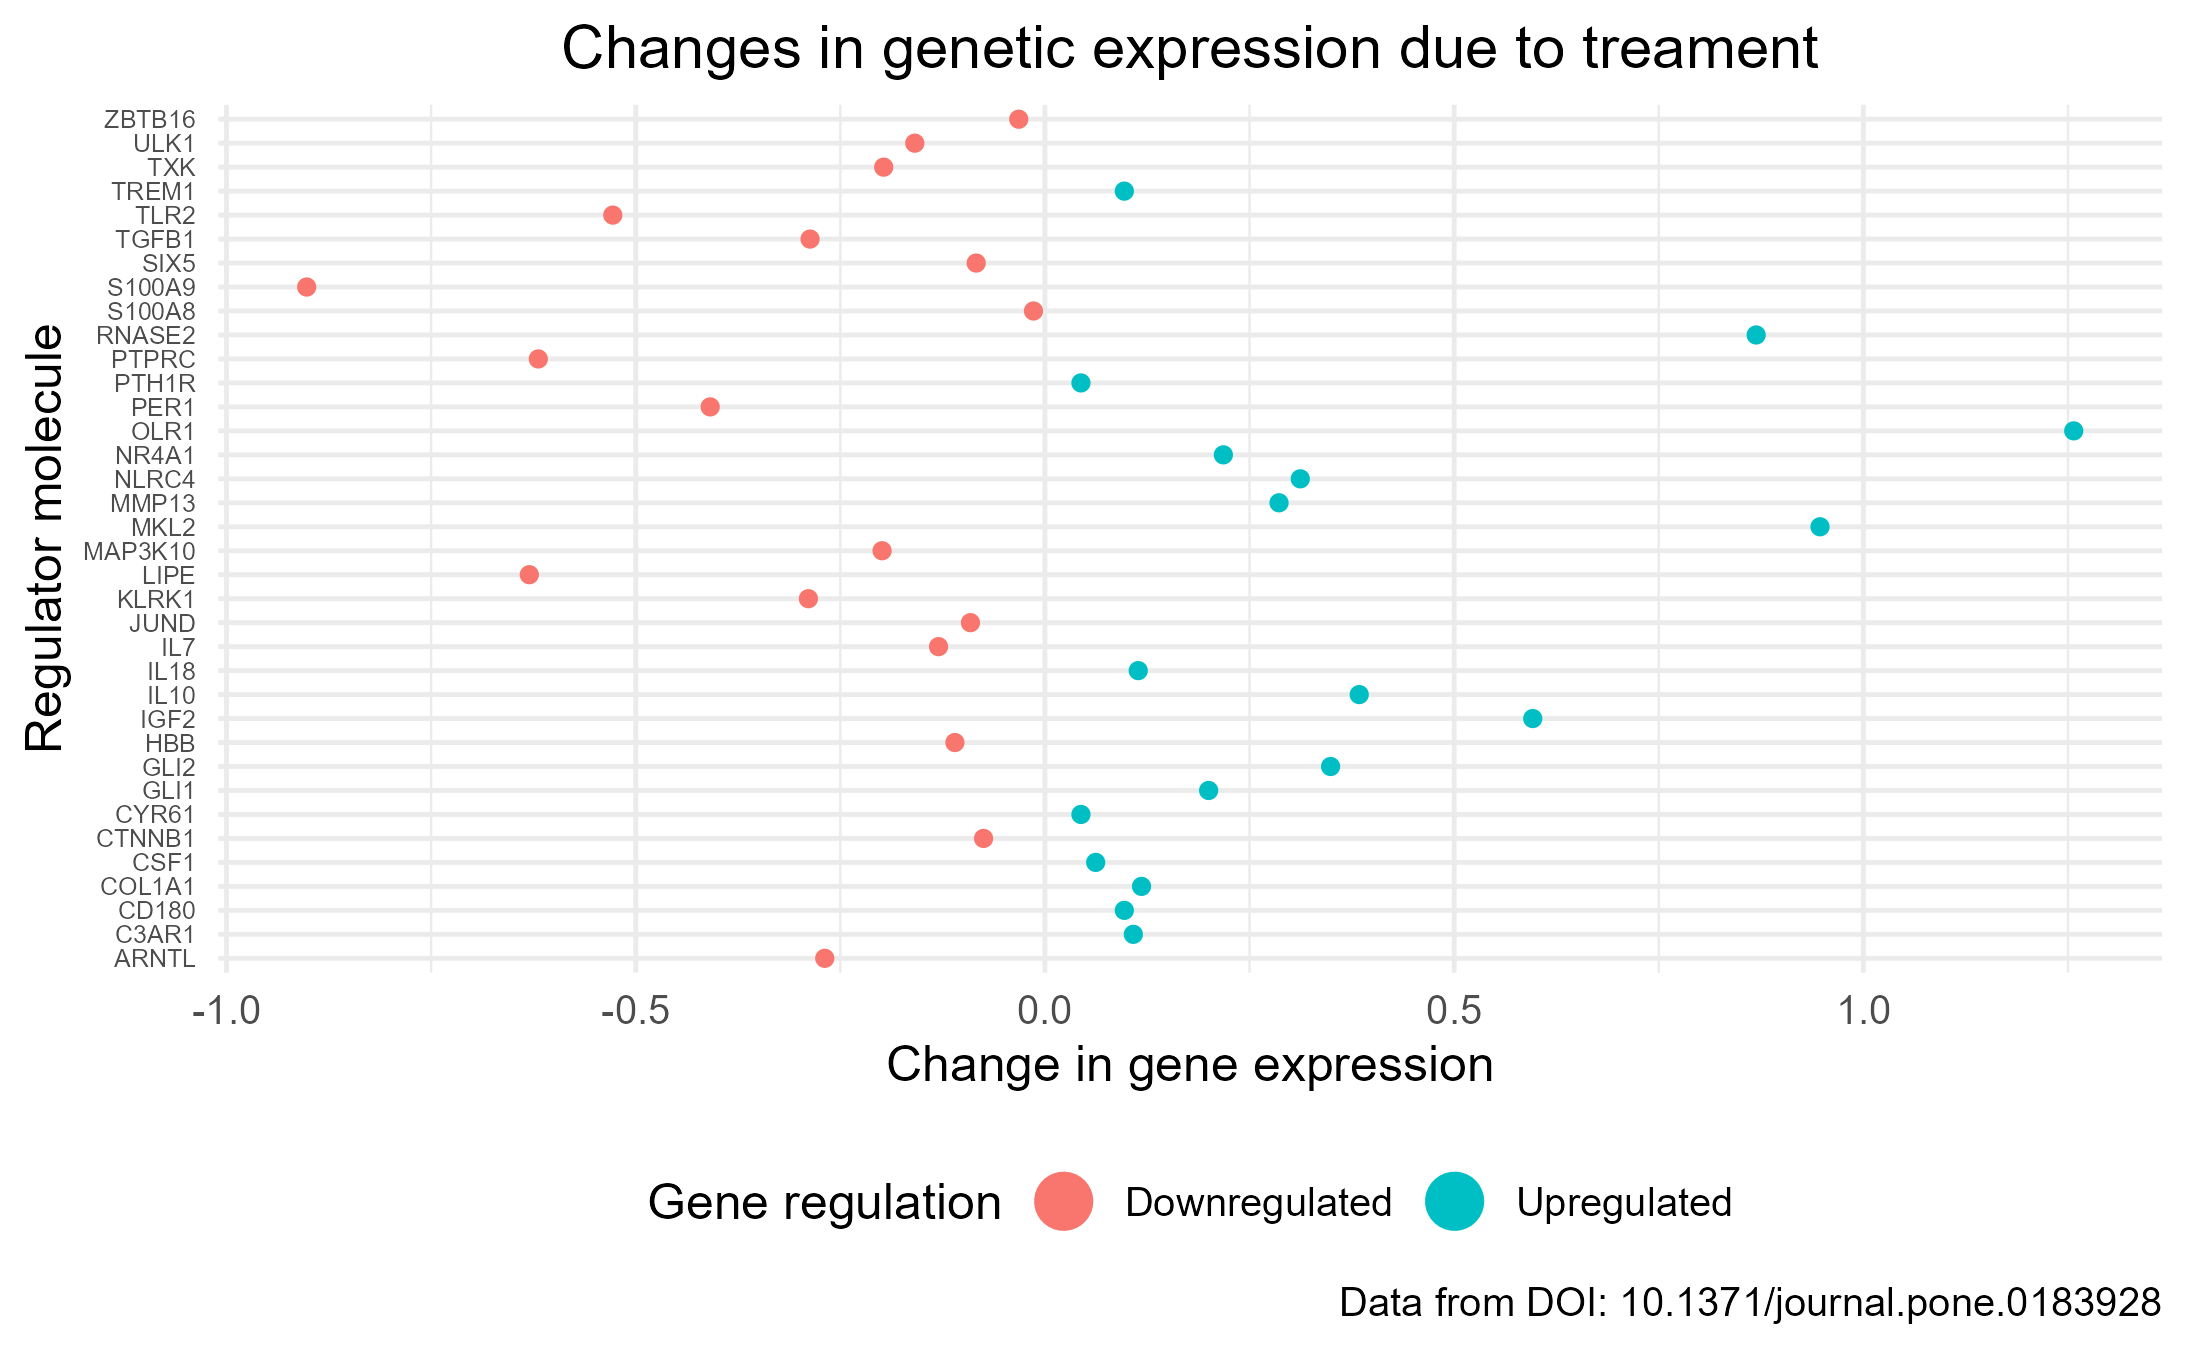 Changes in genetic expression due to treament
Regulator molecule
ZBTB16
ULK1
TXK
TREM1
TLR2
TGFB1
SIX5
S100A9
S100A8
RNASE2
PTPRC
PTH1R
PER1
OLR1
NR4A1
NLRC4
MMP13
MKL2
MAP3K10
LIPE
KLRK1
JUND
IL7
IL18
IL10
IGF2
HBB
GLI2
GLI1
CYR61
CTNNB1
CSF1
COL1A1
CD180
C3AR1
ARNTL
-1.0 -0.5 0.0 0.5 1.0
Change in gene expression
Gene regulation Downregulated Upregulated
Data from DOI: 10.1371/journal.pone.0183928